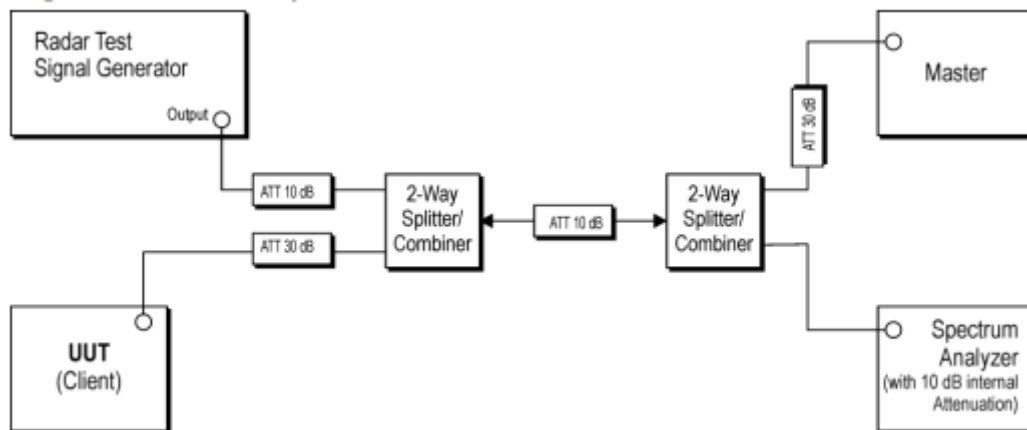 Radar Test
Signal Generator
Output
ATT 10 dB
ATT 30 dB
2-Way
Splitter/
Combiner
ATT 10 dB
2-Way
Splitter/
Combiner
ATT 30 dB
Master
UUT
(Client)
Spectrum
Analyzer
(with 10 dB internal
Attenuation)